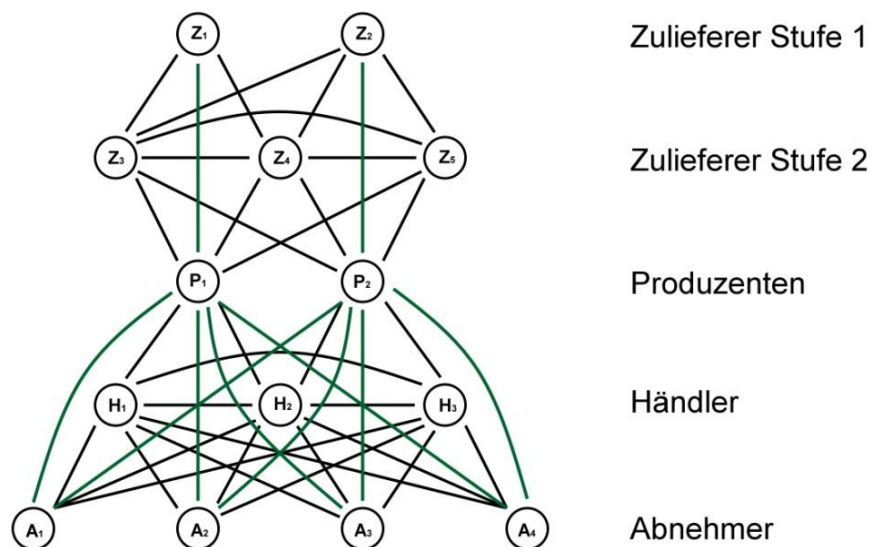 Z₁ Z₂ Zulieferer Stufe 1
Z₃ Z₄ Z₅ Zulieferer Stufe 2
P₁ P₂ Produzenten
H₁ H₂ H₃ Händler
A₁ A₂ A₃ A₄ Abnehmer